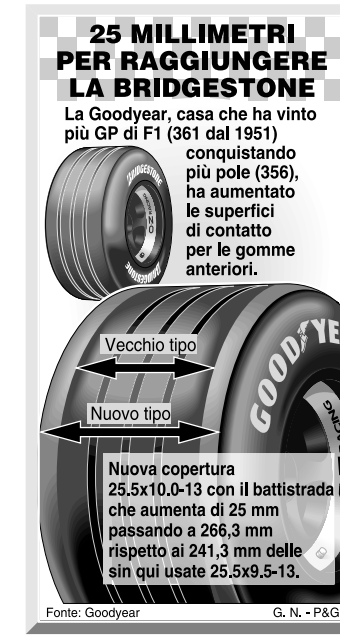 25 MILLIMETRI
PER RAGGIUNGERE
LA BRIDGESTONE
La Goodyear, casa che ha vinto
più GP di F1 (361 dal 1951)
conquistando
più pole (356),
ha aumentato
le superfici
di contatto
per le gomme
anteriori.
BRIDGESTONE
BRIDGESTONE
Vecchio tipo
GOODYE
Nuovo tipo
Nuova copertura
25.5x10.0-13 con il battistrada
che aumenta di 25 mm
passando a 266,3 mm
rispetto ai 241,3 mm delle
sin qui usate 25.5x9.5-13.
Fonte: Goodyear
G. N. - P&G